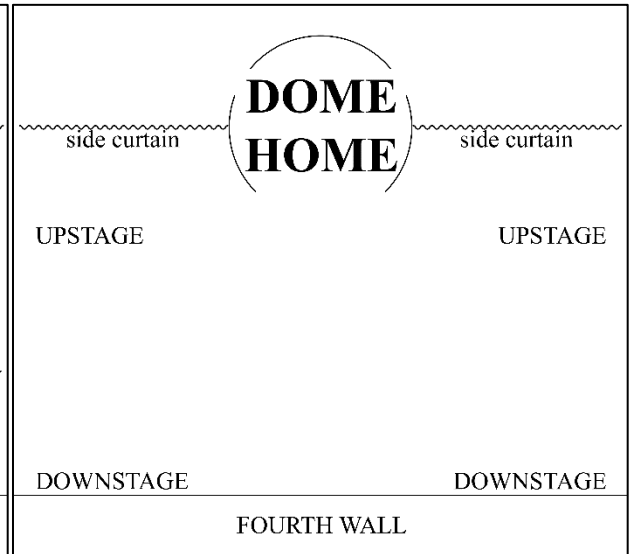 DOME
HOME
side curtain side curtain
UPSTAGE UPSTAGE
DOWNSTAGE DOWNSTAGE
FOURTH WALL